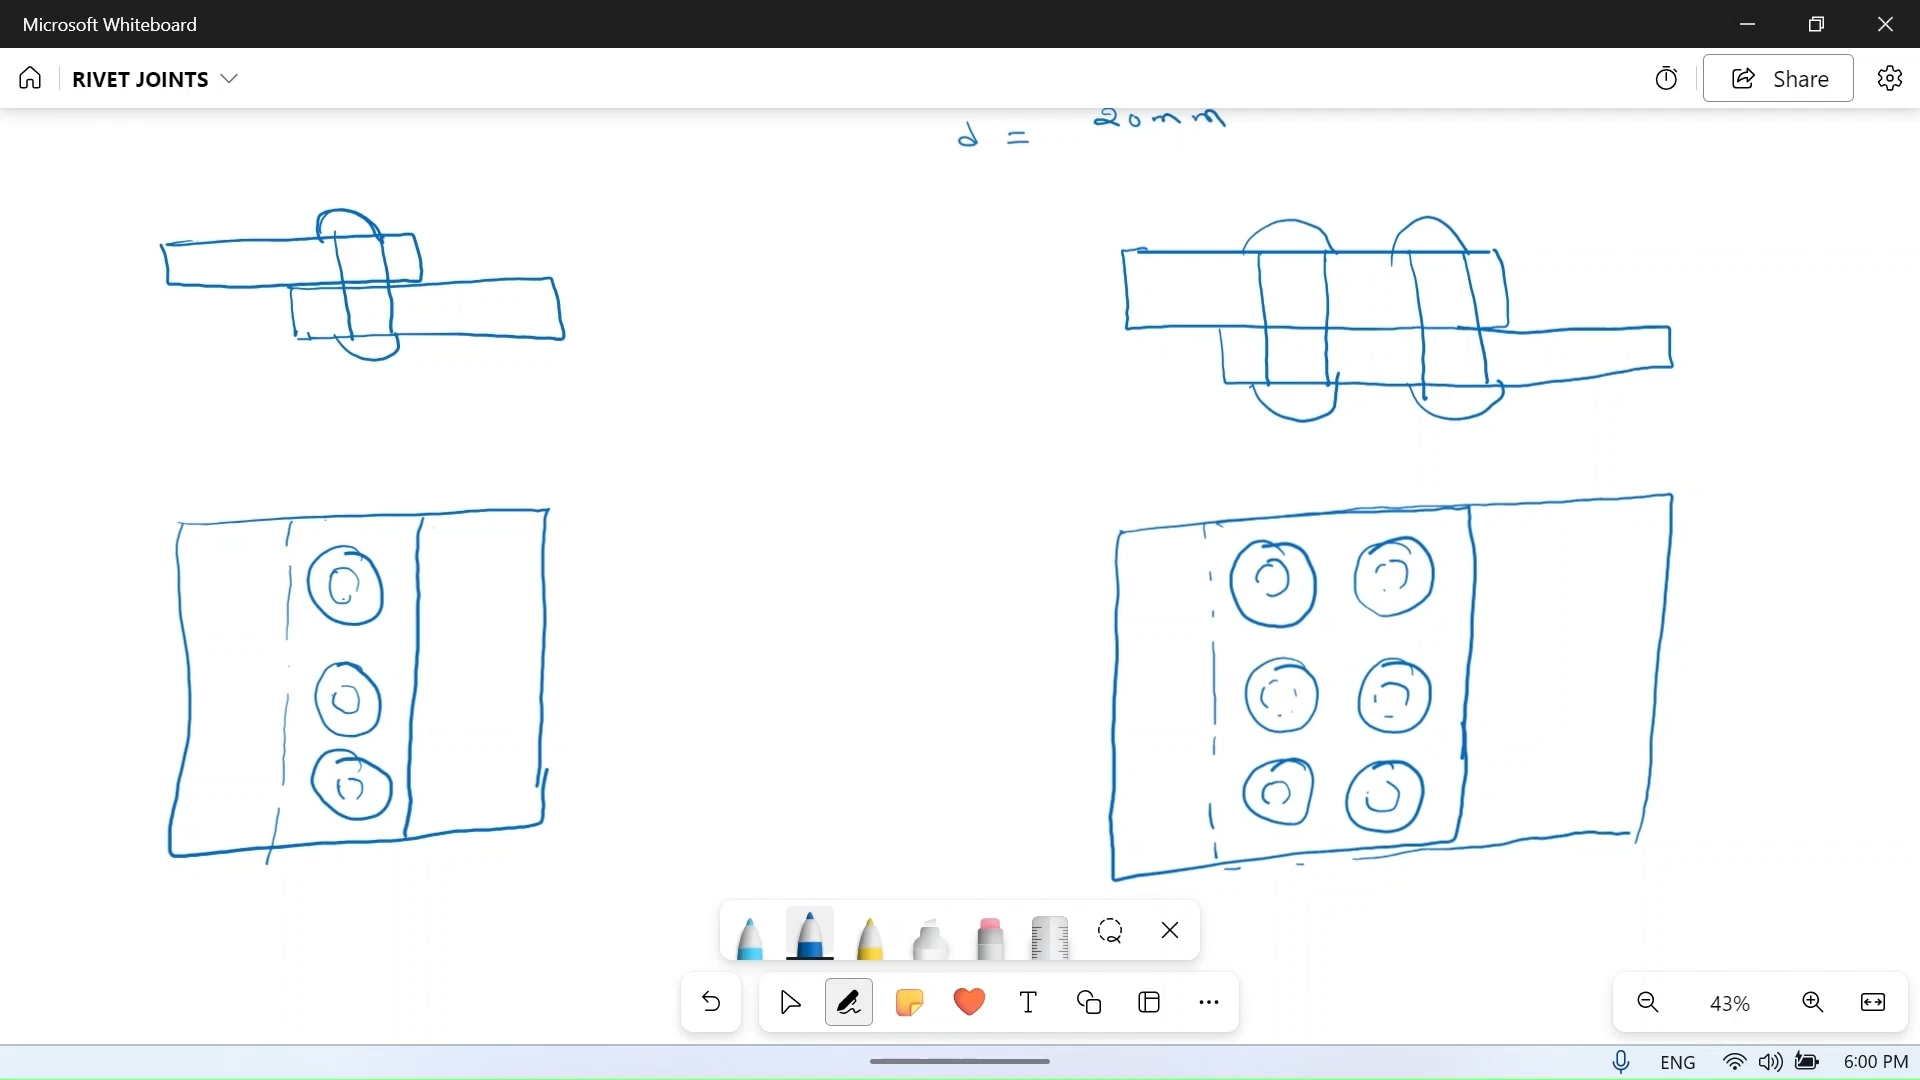 Microsoft Whiteboard
RIVET JOINTS
Share
d = 20mm
T
43%
ENG
6:00 PM